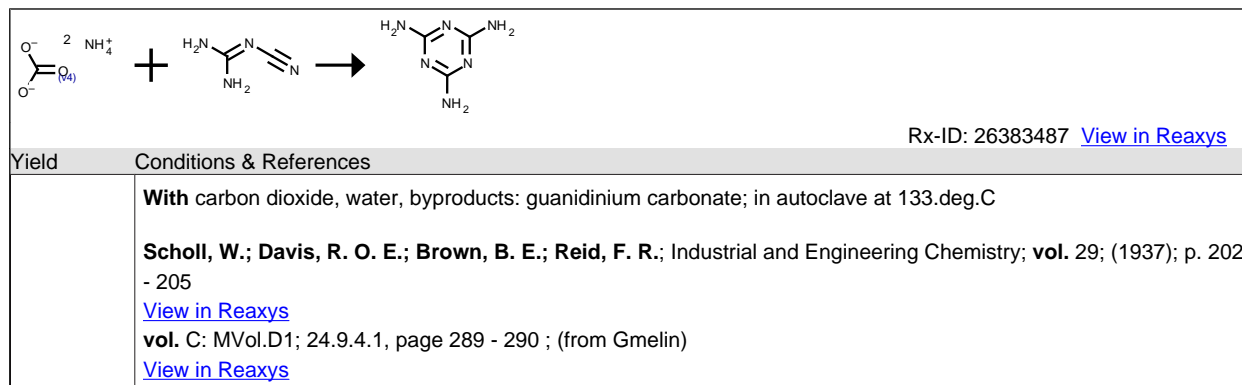 O⁻ 2 NH₄⁺ H₂N N N NH₂ O (v4) O⁻ H₂N N NH₂ N N NH₂
Rx-ID: 26383487 View in Reaxys
Yield Conditions & References
With carbon dioxide, water, byproducts: guanidinium carbonate; in autoclave at 133.deg.C
Scholl, W.; Davis, R. O. E.; Brown, B. E.; Reid, F. R.; Industrial and Engineering Chemistry; vol. 29; (1937); p. 202
- 205
View in Reaxys
vol. C: MVol.D1; 24.9.4.1, page 289 - 290 ; (from Gmelin)
View in Reaxys